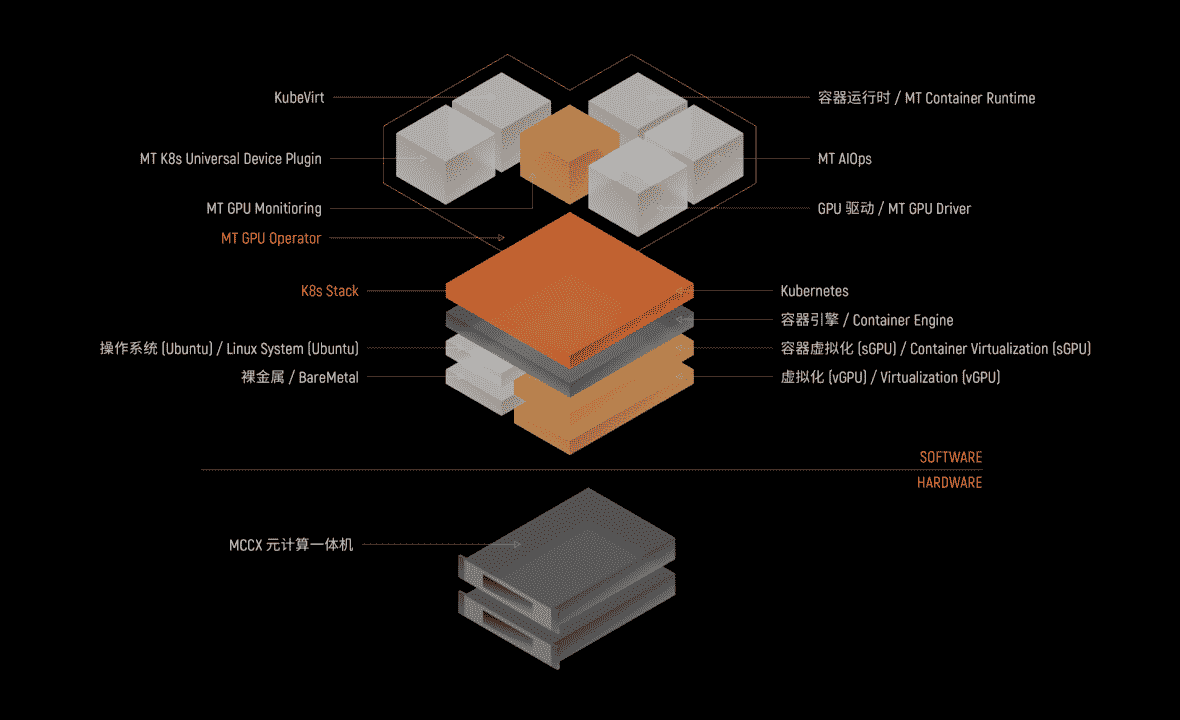 KubeVirt
容器运行时 / MT Container Runtime
MT K8s Universal Device Plugin
MT AIOps
MT GPU Monitioring
GPU 驱动 / MT GPU Driver
MT GPU Operator
K8s Stack
Kubernetes
容器引擎 / Container Engine
操作系统 (Ubuntu) / Linux System (Ubuntu)
容器虚拟化 (sGPU) / Container Virtualization (sGPU)
裸金属 / BareMetal
虚拟化 (vGPU) / Virtualization (vGPU)
SOFTWARE
HARDWARE
MCCX 元计算一体机